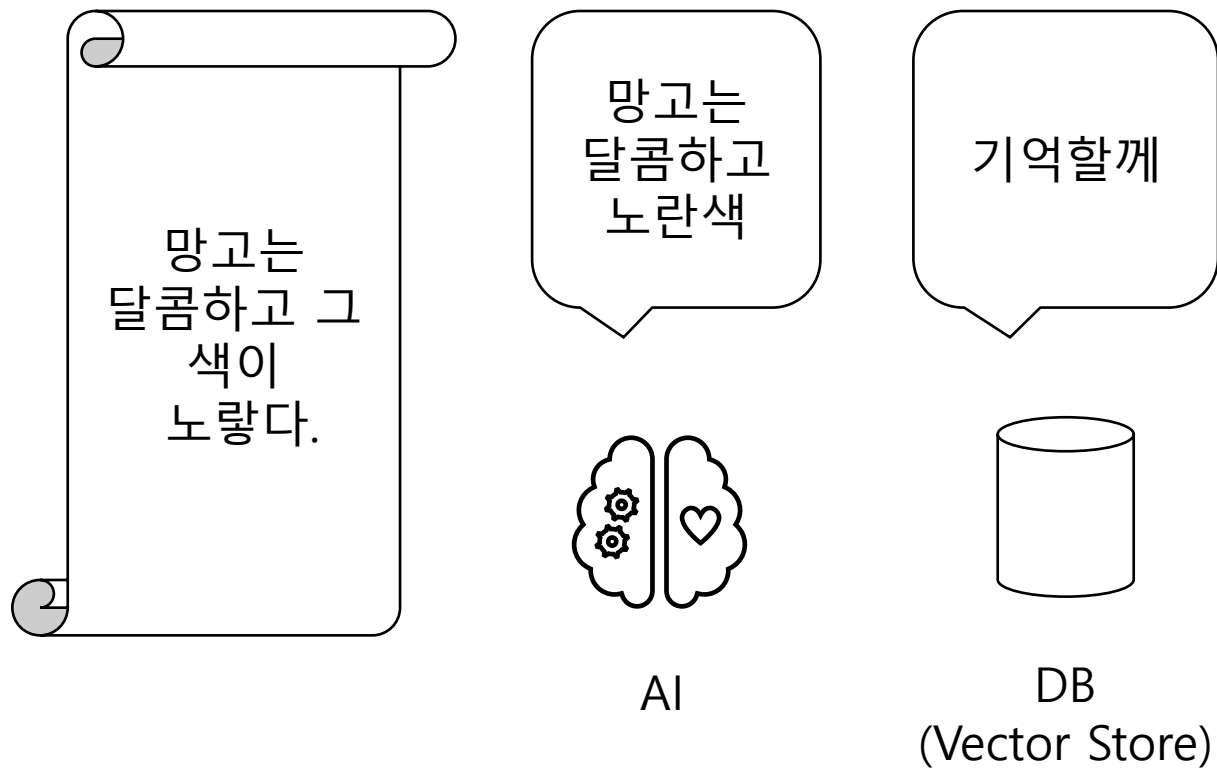 망고는
달콤하고 그
색이
노랗다.
망고는
달콤하고
노란색
기억할께
AI
DB
(Vector Store)